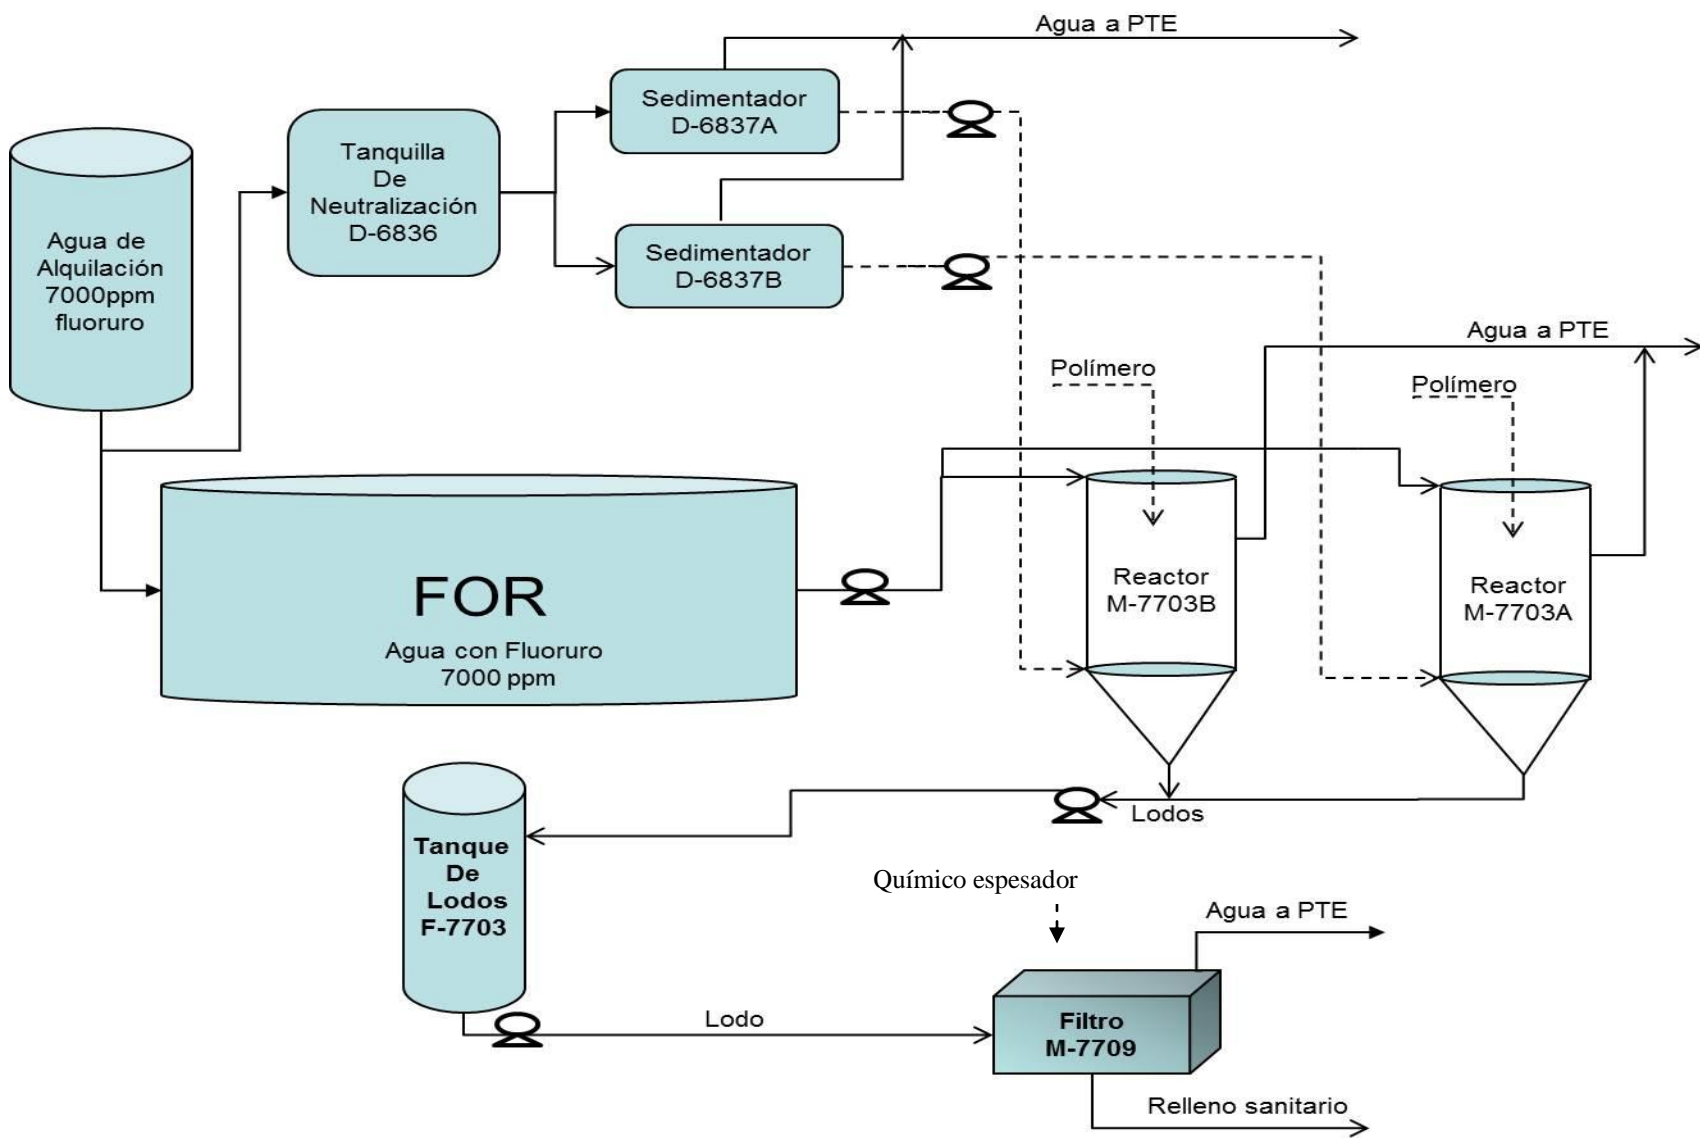 Agua a PTE
Sedimentador
D-6837A
Tanquilla
De
Neutralización
D-6836
Sedimentador
D-6837B
Agua de
Alquilación
7000ppm
fluoruro
Agua a PTE
Polímero
Polímero
FOR
Agua con Fluoruro
7000 ppm
Reactor
M-7703B
Reactor
M-7703A
Lodos
Tanque
De
Lodos
F-7703
Químico espesador
Agua a PTE
Lodo
Filtro
M-7709
Relleno sanitario